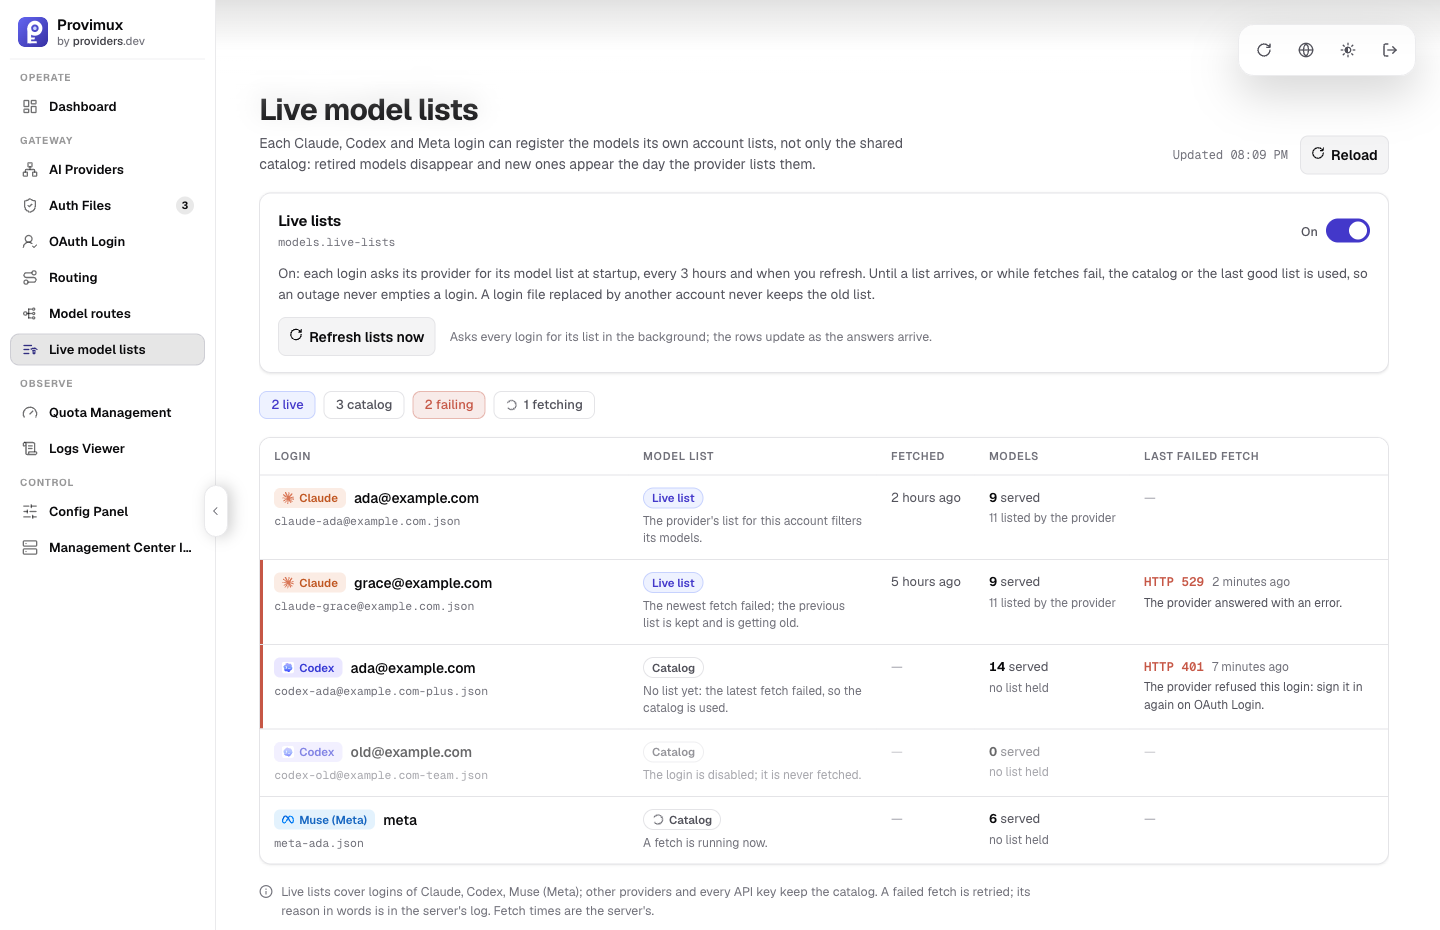 Provimux
by providers.dev
OPERATE
Dashboard
GATEWAY
AI Providers
Auth Files
3
OAuth Login
Routing
Model routes
Live model lists
OBSERVE
Quota Management
Logs Viewer
CONTROL
Config Panel
Management Center I...
Live model lists
Each Claude, Codex and Meta login can register the models its own account lists, not only the shared
catalog: retired models disappear and new ones appear the day the provider lists them.
Updated 08:09 PM
Reload
Live lists
models.live-lists
On
On: each login asks its provider for its model list at startup, every 3 hours and when you refresh. Until a list arrives, or while fetches fail, the catalog or the last good list is used, so
an outage never empties a login. A login file replaced by another account never keeps the old list.
Refresh lists now
Asks every login for its list in the background; the rows update as the answers arrive.
2 live
3 catalog
2 failing
1 fetching
LOGIN
MODEL LIST
FETCHED
MODELS
LAST FAILED FETCH
Claude
ada@example.com
claude-ada@example.com.json
Live list
The provider's list for this account filters
its models.
2 hours ago
9 served
11 listed by the provider
—
Claude
grace@example.com
claude-grace@example.com.json
Live list
The newest fetch failed; the previous
list is kept and is getting old.
5 hours ago
9 served
11 listed by the provider
HTTP 529 2 minutes ago
The provider answered with an error.
Codex
ada@example.com
codex-ada@example.com-plus.json
Catalog
No list yet: the latest fetch failed, so the
catalog is used.
—
14 served
no list held
HTTP 401 7 minutes ago
The provider refused this login: sign it in
again on OAuth Login.
Codex
old@example.com
codex-old@example.com-team.json
Catalog
The login is disabled; it is never fetched.
—
0 served
no list held
—
Muse (Meta)
meta
meta-ada.json
Catalog
A fetch is running now.
—
6 served
no list held
—
Live lists cover logins of Claude, Codex, Muse (Meta); other providers and every API key keep the catalog. A failed fetch is retried; its
reason in words is in the server's log. Fetch times are the server's.